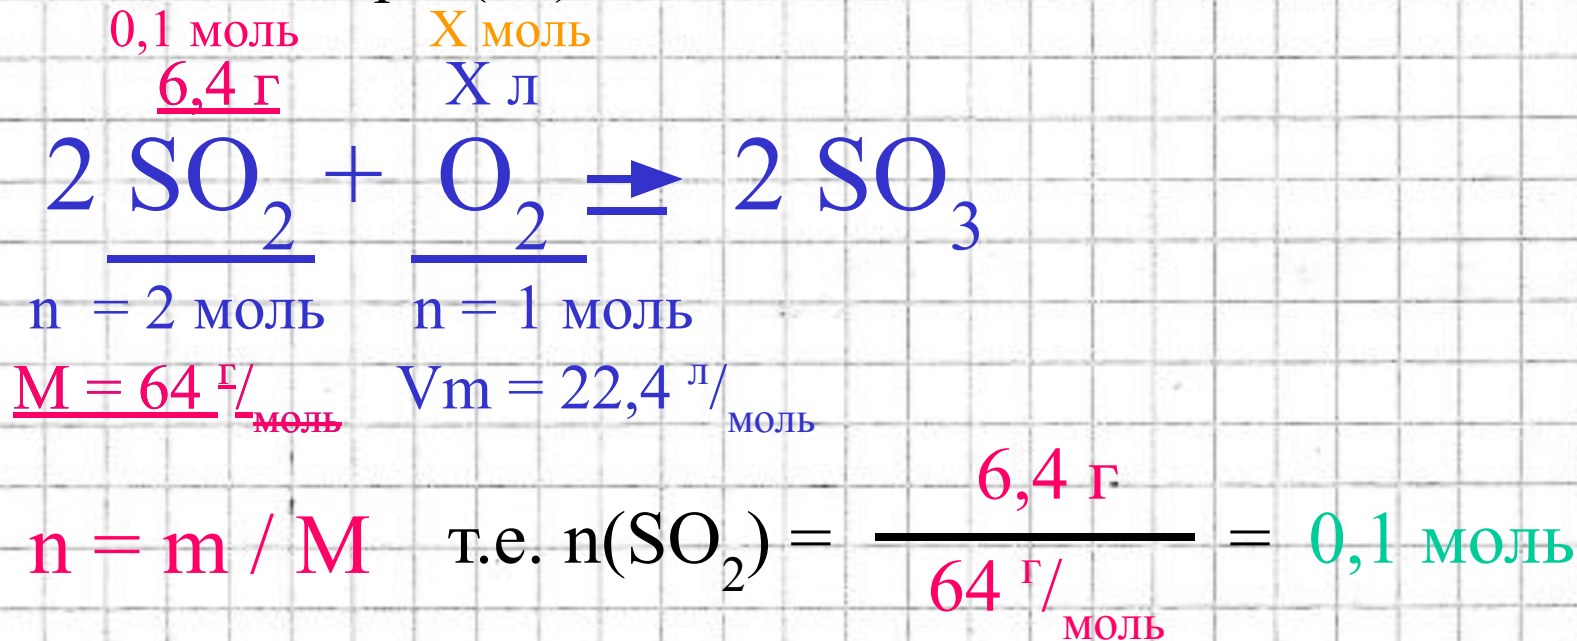 0,1 моль X моль
6,4 г X л
2 SO₂ + O₂ → 2 SO₃
n = 2 моль n = 1 моль
M = 64 г/моль Vm = 22,4 л/моль
6,4 г
n = m / M т.е. n(SO₂) = = 0,1 моль
64 г/моль